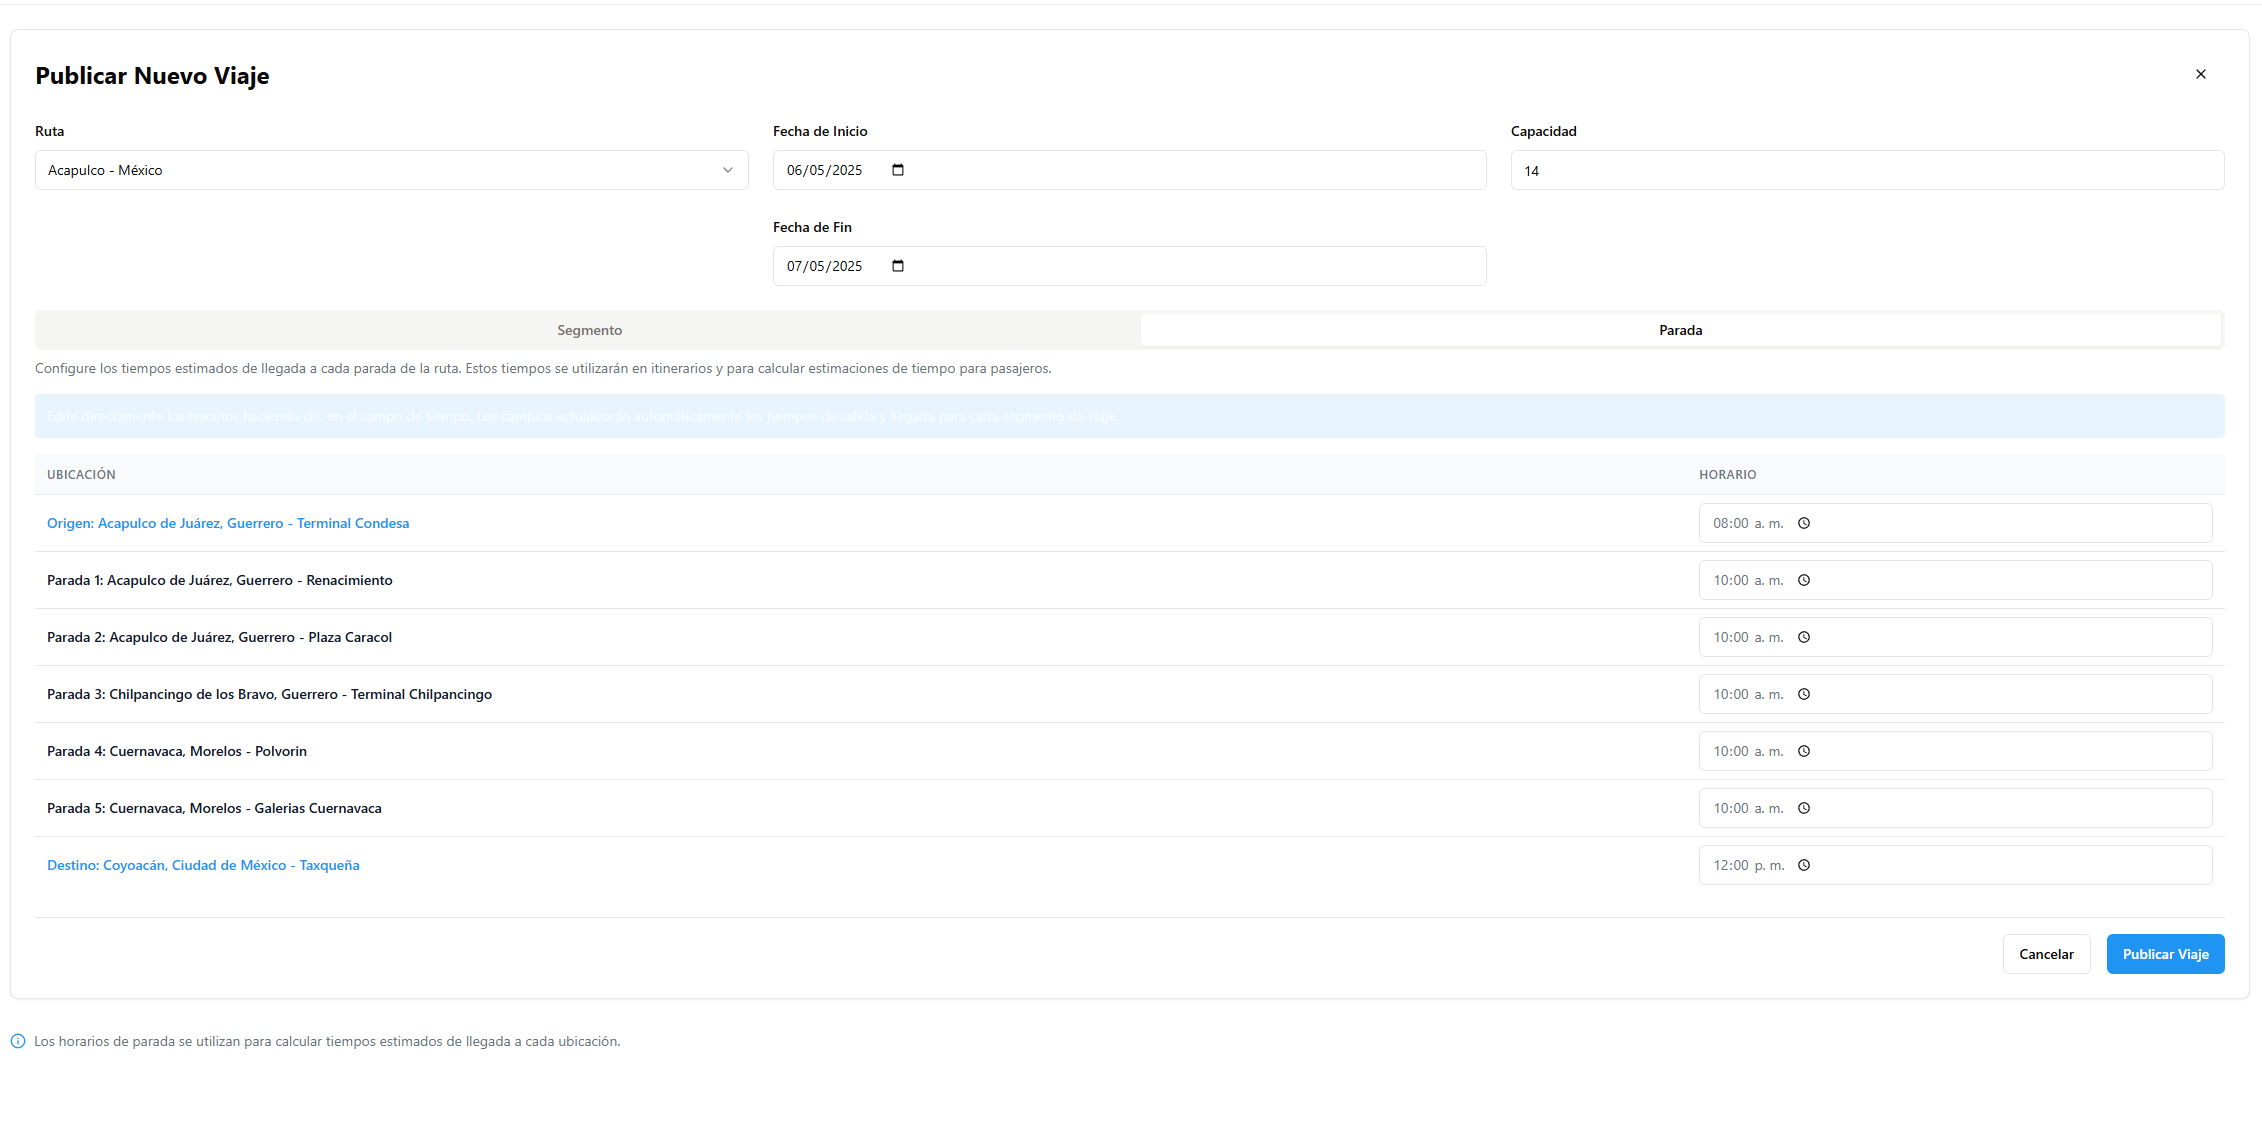 Publicar Nuevo Viaje
Ruta
Fecha de Inicio
Capacidad
Acapulco - México
06/05/2025
14
Fecha de Fin
07/05/2025
Segmento
Parada
Configure los tiempos estimados de llegada a cada parada de la ruta. Estos tiempos se utilizarán en itinerarios y para calcular estimaciones de tiempo para pasajeros.
Edite directamente los horarios haciendo clic en el campo de tiempo. Los cambios actualizarán automáticamente los tiempos de salida y llegada para cada segmento de viaje.
UBICACIÓN
HORARIO
Origen: Acapulco de Juárez, Guerrero - Terminal Condesa
08:00 a. m.
Parada 1: Acapulco de Juárez, Guerrero - Renacimiento
10:00 a. m.
Parada 2: Acapulco de Juárez, Guerrero - Plaza Caracol
10:00 a. m.
Parada 3: Chilpancingo de los Bravo, Guerrero - Terminal Chilpancingo
10:00 a. m.
Parada 4: Cuernavaca, Morelos - Polvorin
10:00 a. m.
Parada 5: Cuernavaca, Morelos - Galerias Cuernavaca
10:00 a. m.
Destino: Coyoacán, Ciudad de México - Taxqueña
12:00 p. m.
Cancelar
Publicar Viaje
Los horarios de parada se utilizan para calcular tiempos estimados de llegada a cada ubicación.